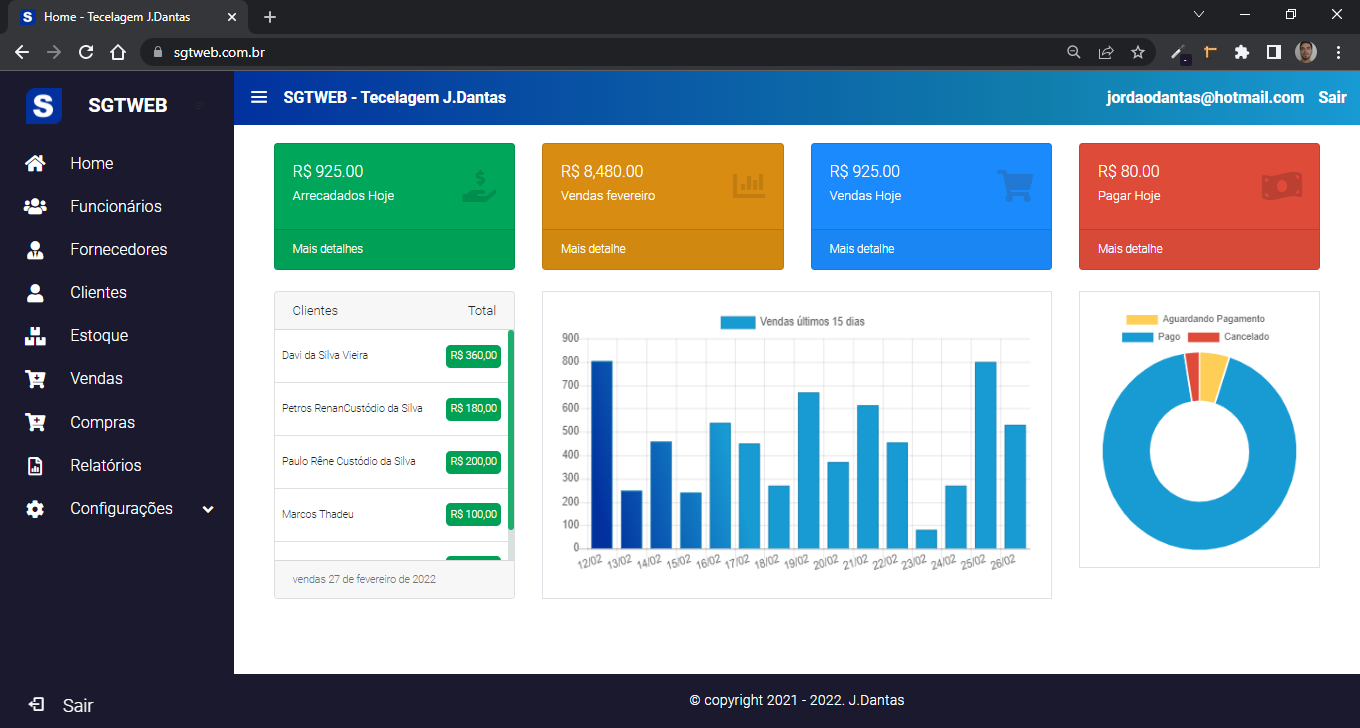 Home - Tecelagem J.Dantas
sgtweb.com.br
S SGTWEB
SGTWEB - Tecelagem J.Dantas
jordaodantas@hotmail.com Sair
Home
Funcionários
Fornecedores
Clientes
Estoque
Vendas
Compras
Relatórios
Configurações
Sair
R$ 925.00
Arrecadados Hoje
Mais detalhes
R$ 8,480.00
Vendas fevereiro
Mais detalhe
R$ 925.00
Vendas Hoje
Mais detalhe
R$ 80.00
Pagar Hoje
Mais detalhe
Clientes Total
Davi da Silva Vieira R$ 360,00
Petros RenanCustódio da Silva R$ 180,00
Paulo Rêne Custódio da Silva R$ 200,00
Marcos Thadeu R$ 100,00
vendas 27 de fevereiro de 2022
Vendas últimos 15 dias
900
800
700
600
500
400
300
200
100
0
12/02 13/02 14/02 15/02 16/02 17/02 18/02 19/02 20/02 21/02 22/02 23/02 24/02 25/02 26/02
Aguardando Pagamento
Pago Cancelado
© copyright 2021 - 2022. J.Dantas